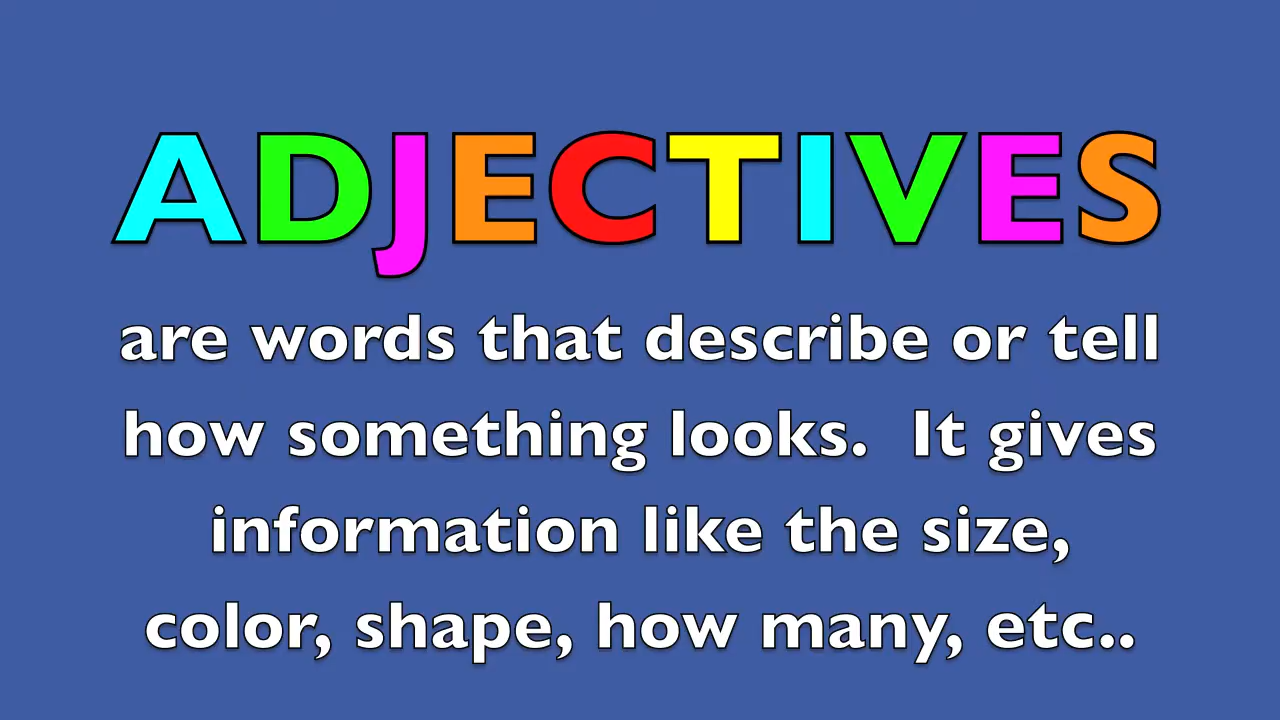 ADJECTIVES
are words that describe or tell
how something looks.  It gives
information like the size,
color, shape, how many, etc..